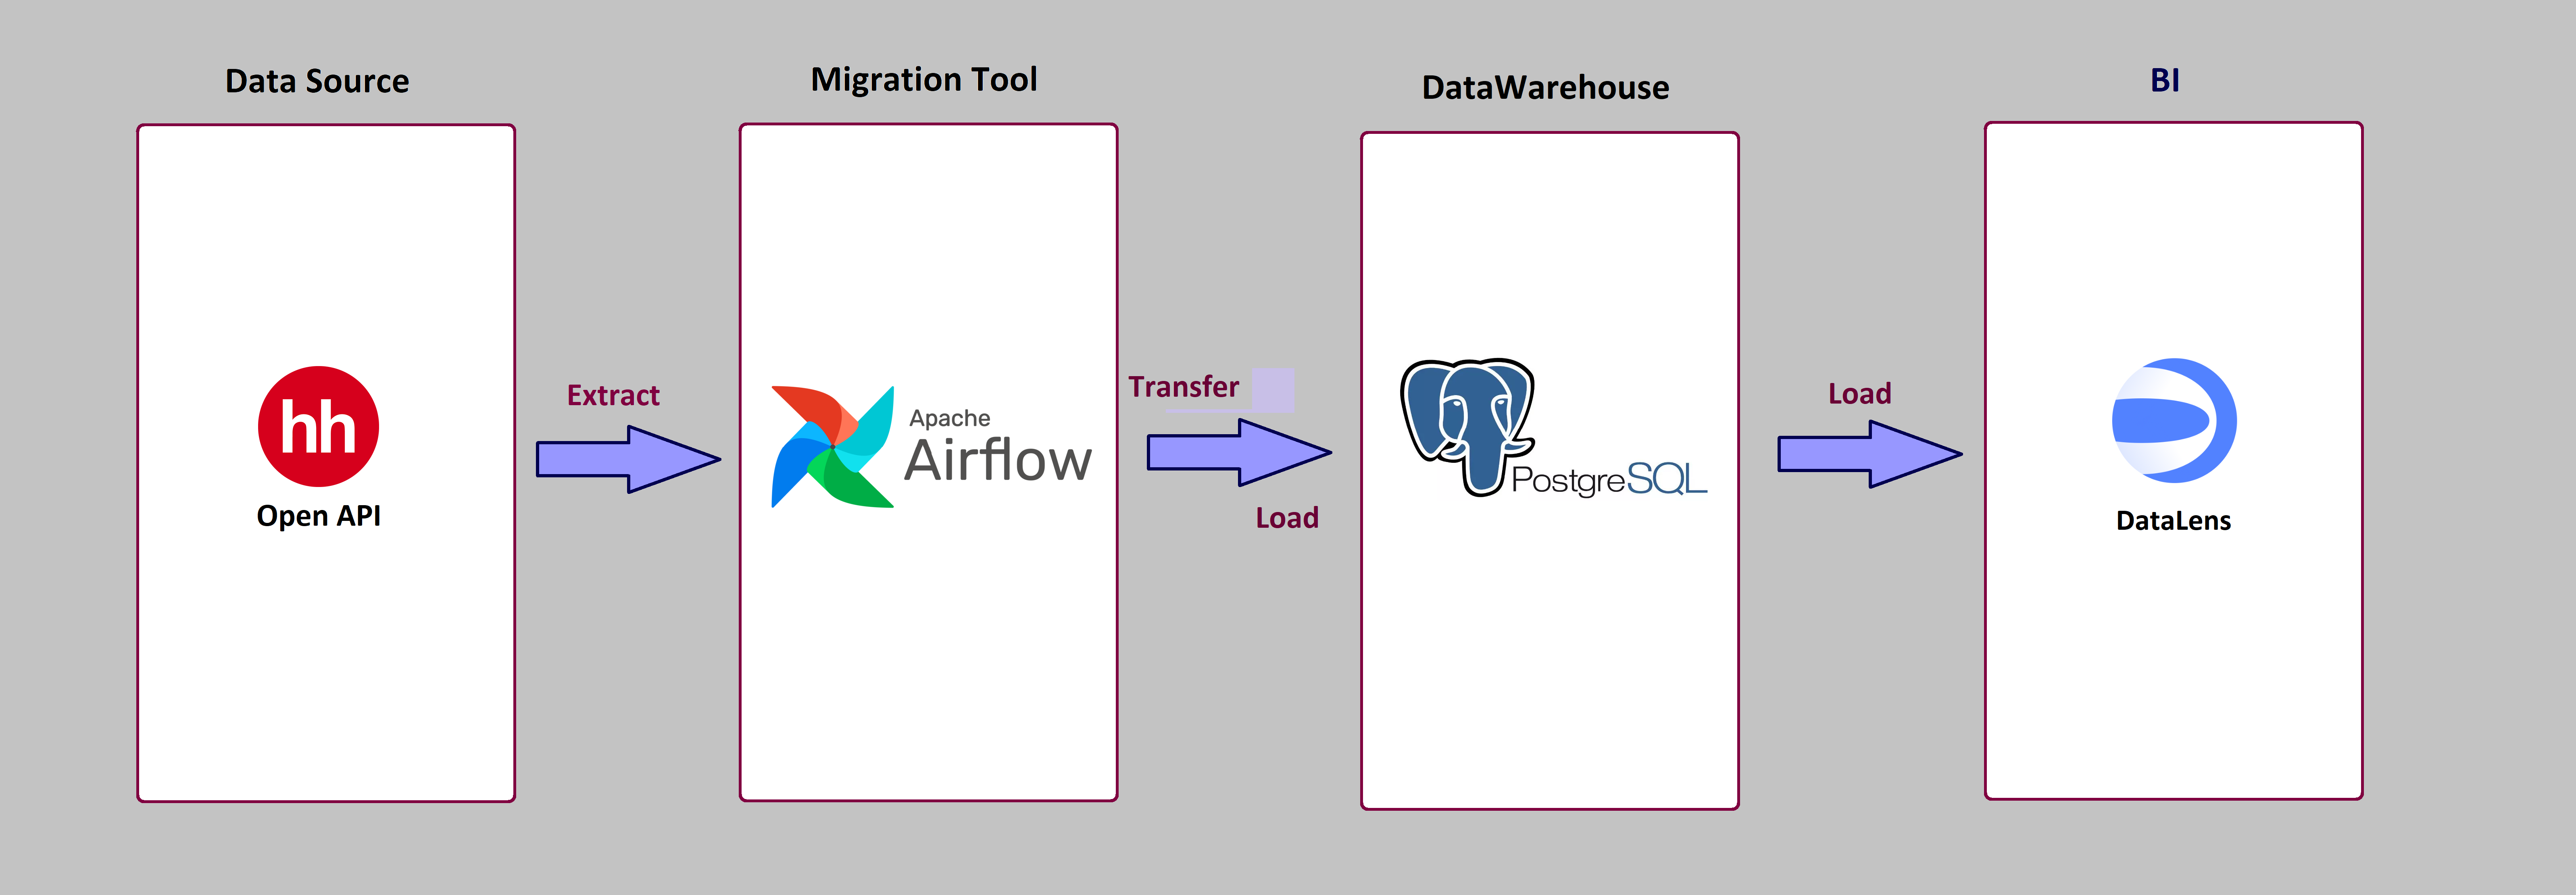 Data Source
Migration Tool
DataWarehouse
BI
hh
Open API
Extract
Apache
Airflow
Transfer
Load
PostgreSQL
Load
DataLens